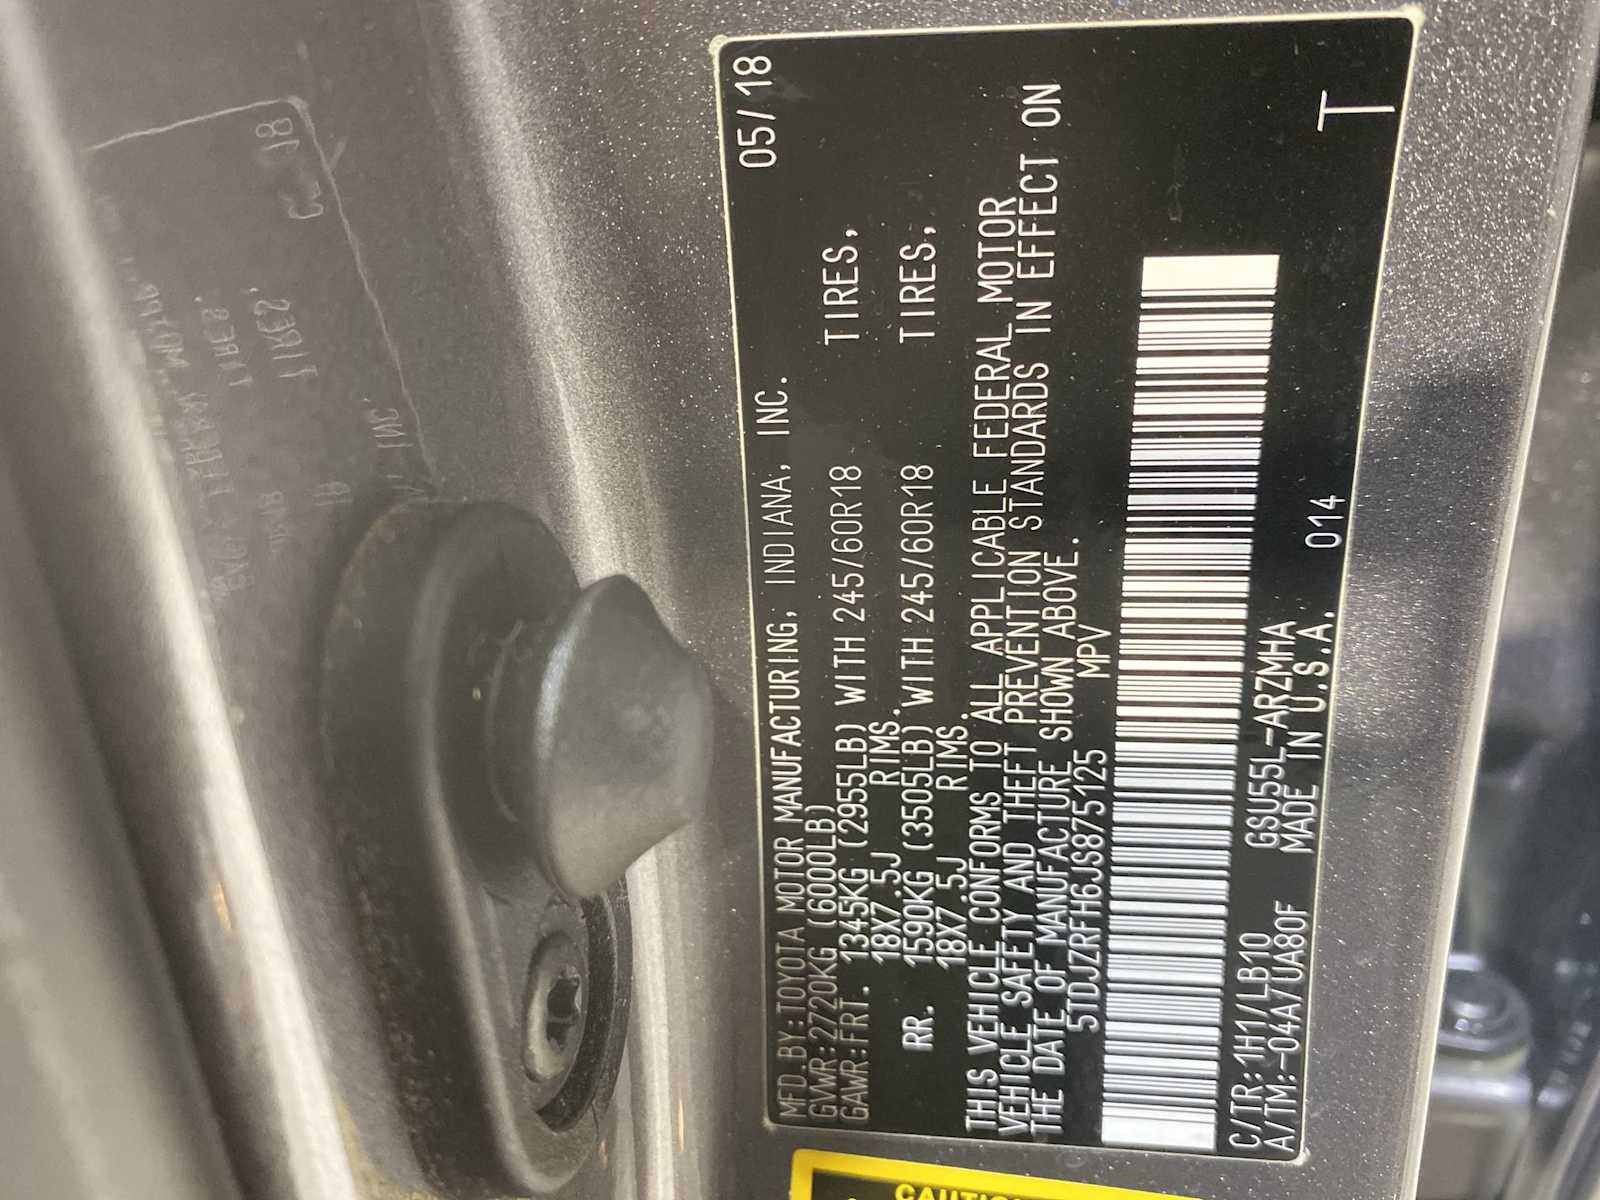 MFD.BY:TOYOTA MOTOR MANUFACTURING, INDIANA, INC. 05/18
GVWR:2720KG (6000LB)
GAWR:FRT. 1345KG (2955LB) WITH 245/60R18 TIRES,
18X7.5J RIMS.
RR. 1590KG (3505LB) WITH 245/60R18 TIRES,
18X7.5J RIMS.
THIS VEHICLE CONFORMS TO ALL APPLICABLE FEDERAL MOTOR
VEHICLE SAFETY AND THEFT PREVENTION STANDARDS IN EFFECT ON
THE DATE OF MANUFACTURE SHOWN ABOVE.
5TDJZRFH6JS875125 MPV
C/TR:1H1/LB10 GSU55L-ARZMHA
A/TM:-04A/UA80F MADE IN U.S.A. 014
T